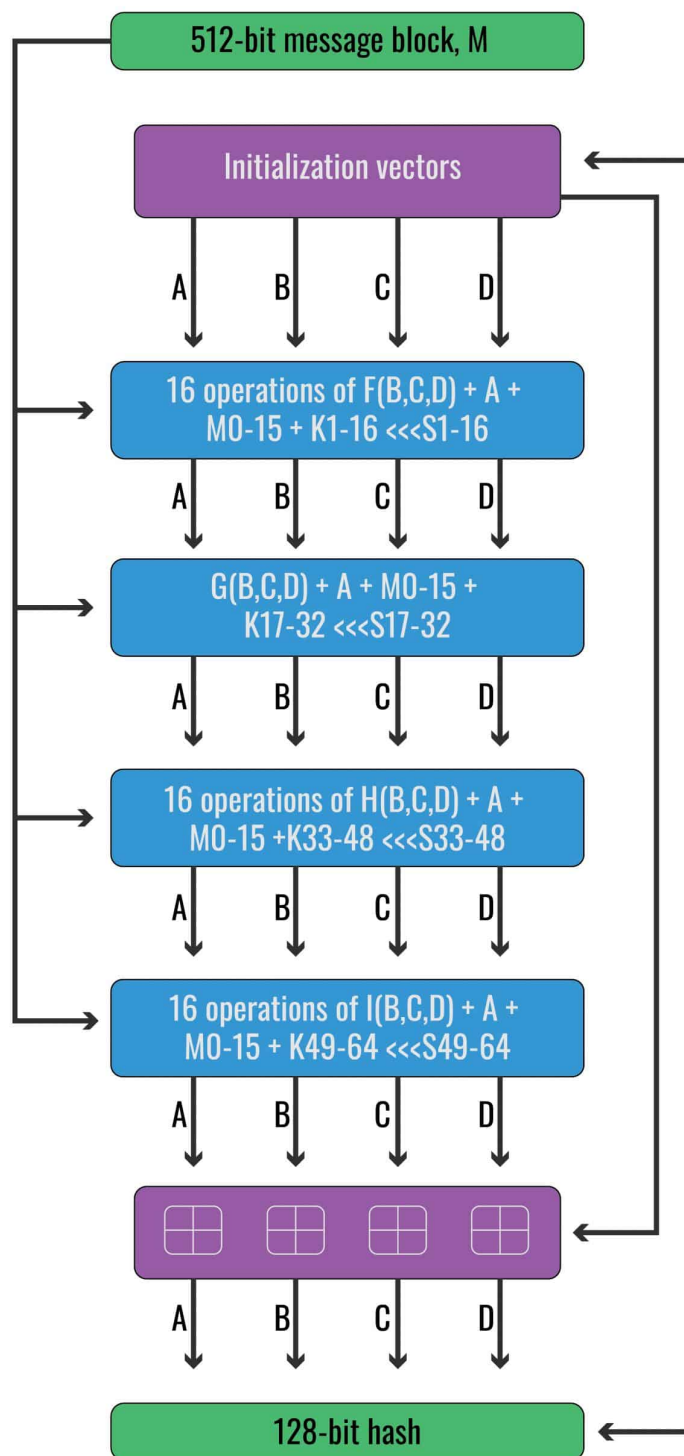 512-bit message block, M
Initialization vectors
A B C D
16 operations of F(B,C,D) + A +
M0-15 + K1-16 <<<S1-16
A B C D
G(B,C,D) + A + M0-15 +
K17-32 <<<S17-32
A B C D
16 operations of H(B,C,D) + A +
M0-15 +K33-48 <<<S33-48
A B C D
16 operations of I(B,C,D) + A +
M0-15 + K49-64 <<<S49-64
A B C D
A B C D
128-bit hash